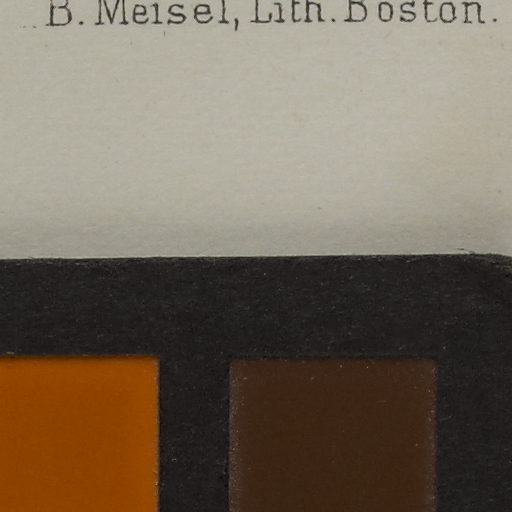 B. Meisel, Lith. Boston.